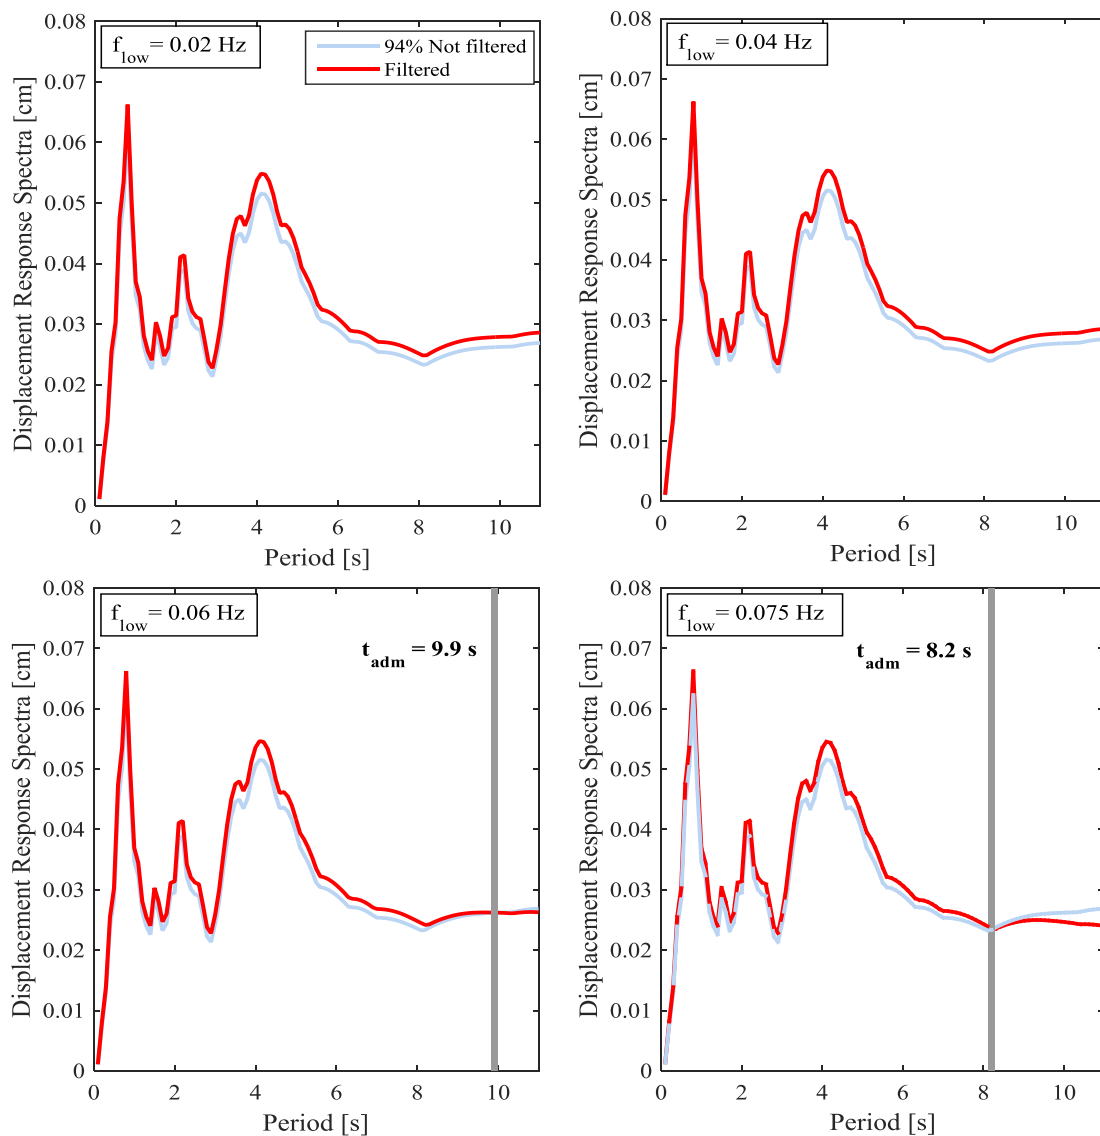 f_low = 0.02 Hz
94% Not filtered
Filtered
Displacement Response Spectra [cm]
0.08
0.07
0.06
0.05
0.04
0.03
0.02
0.01
0
0 2 4 6 8 10
Period [s]
f_low = 0.04 Hz
Displacement Response Spectra [cm]
0.08
0.07
0.06
0.05
0.04
0.03
0.02
0.01
0
0 2 4 6 8 10
Period [s]
f_low = 0.06 Hz
t_adm = 9.9 s
Displacement Response Spectra [cm]
0.08
0.07
0.06
0.05
0.04
0.03
0.02
0.01
0
0 2 4 6 8 10
Period [s]
f_low = 0.075 Hz
t_adm = 8.2 s
Displacement Response Spectra [cm]
0.08
0.07
0.06
0.05
0.04
0.03
0.02
0.01
0
0 2 4 6 8 10
Period [s]